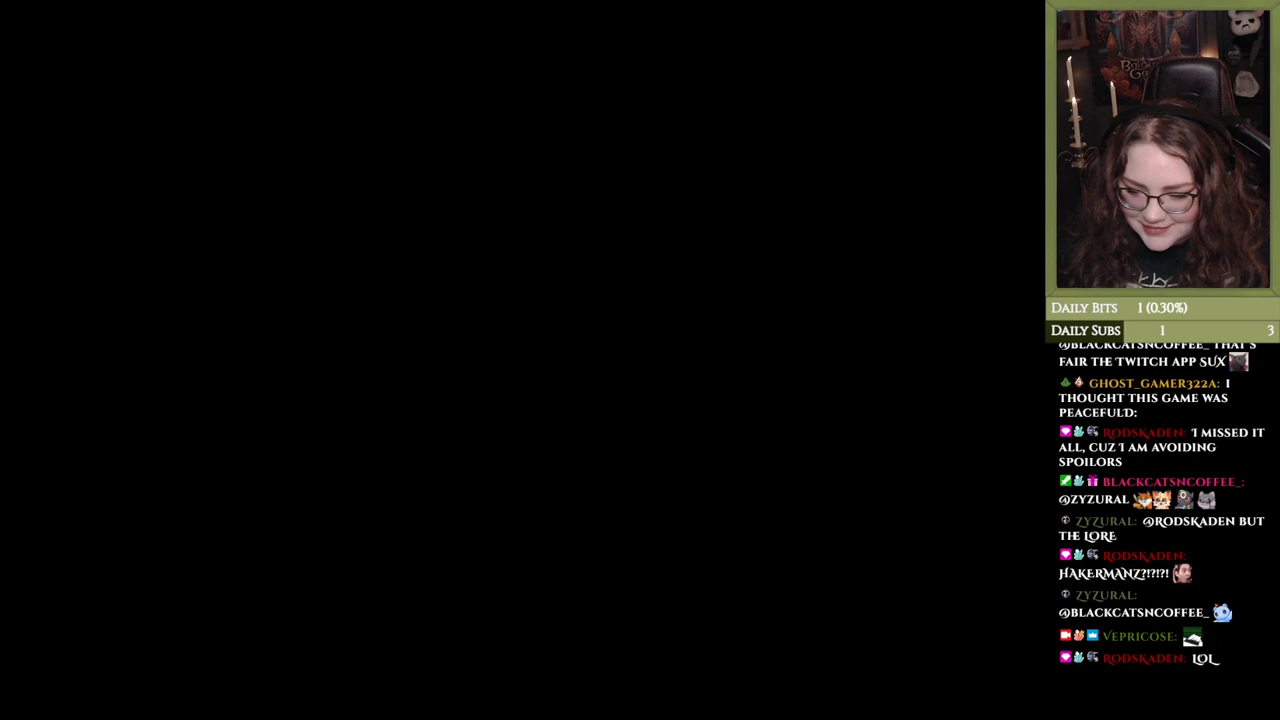 Daily Bits 1 (0.30%)
Daily Subs 1 3
@BLACKCATSNCOFFEE_ THAT'S
FAIR THE TWITCH APP SUX
GHOST_GAMER322A: I
THOUGHT THIS GAME WAS
PEACEFULD:
RODSKADEN: I MISSED IT
ALL, CUZ I AM AVOIDING
SPOILORS
BLACKCATSNCOFFEE_:
@ZYZURAL
ZYZURAL: @RODSKADEN BUT
THE LORE
RODSKADEN:
HAKERMANZ?!?!?!
ZYZURAL:
@BLACKCATSNCOFFEE_
VEPRICOSE:
RODSKADEN: LOL